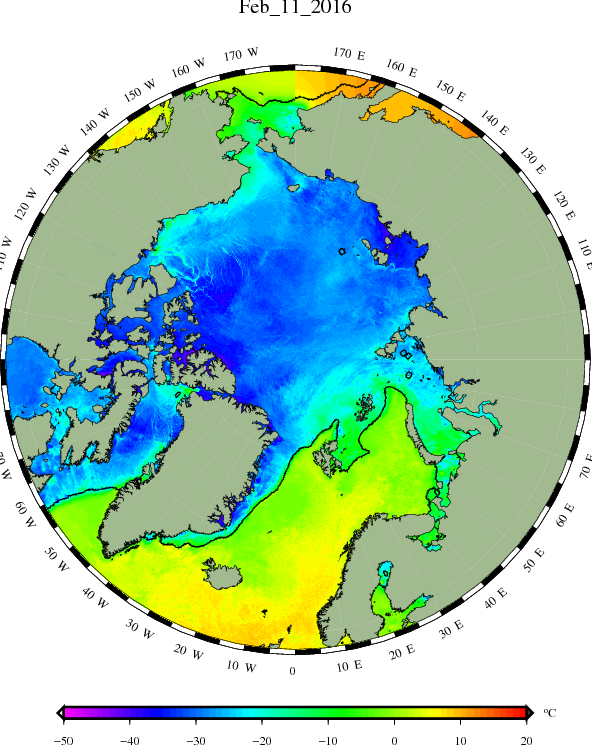 Feb_11_2016
170 W
170 E
160 W
160 E
150 W
150 E
140 W
140 E
130 W
130 E
120 W
120 E
110 E
70 E
60 W
60 E
50 W
50 E
40 W
40 E
30 W
30 E
20 W
20 E
10 W
10 E
0
°C
−50
−40
−30
−20
−10
0
10
20